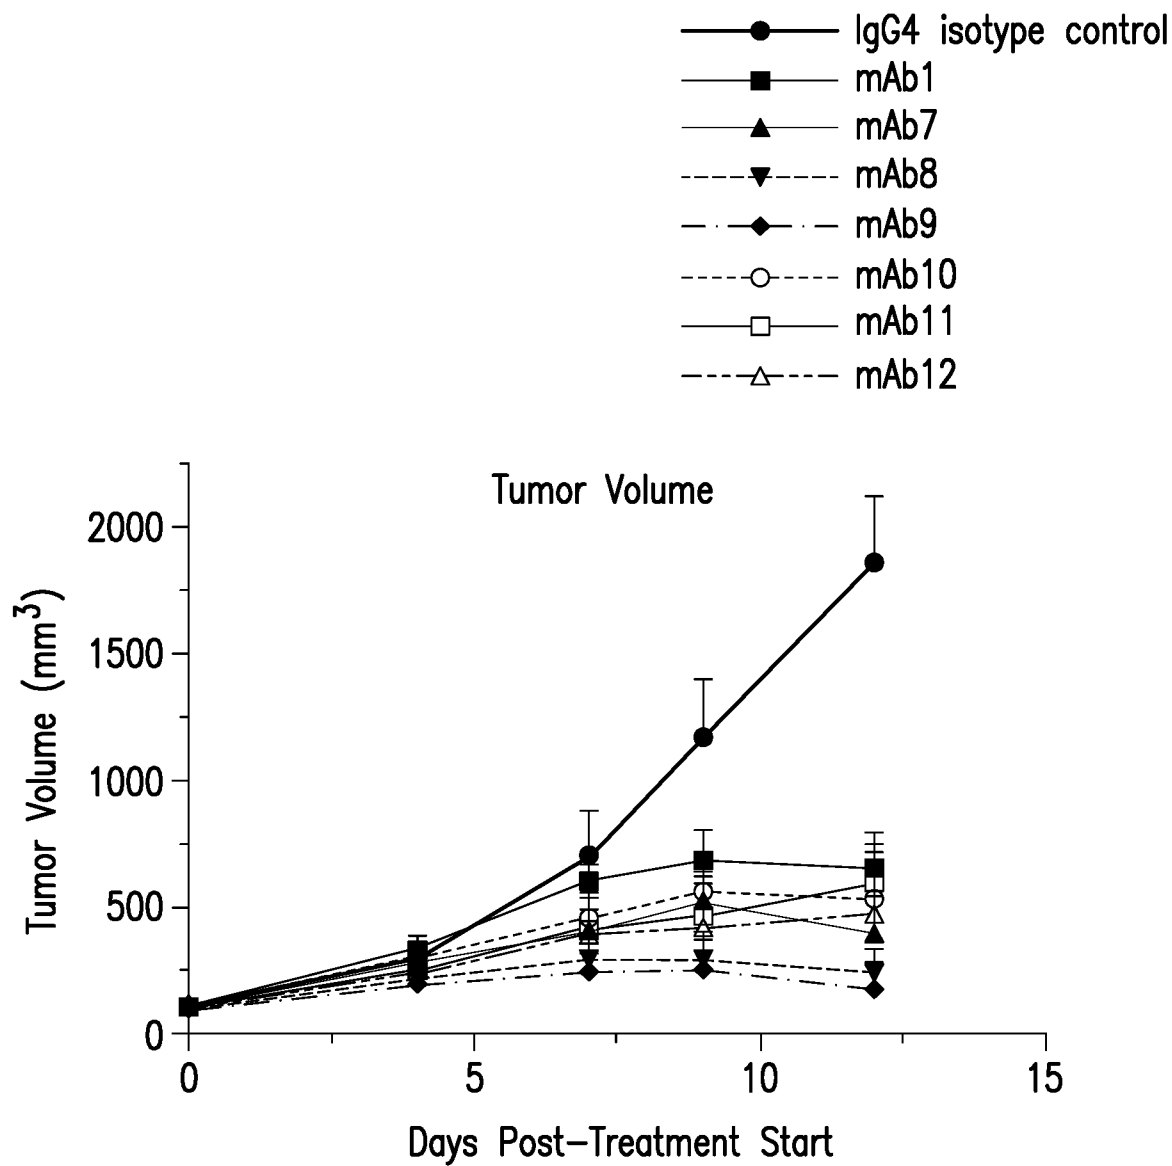 IgG4 isotype control
mAb1
mAb7
mAb8
mAb9
mAb10
mAb11
mAb12
Tumor Volume
2000
1500
1000
500
0
Tumor Volume (mm³)
0 5 10 15
Days Post-Treatment Start